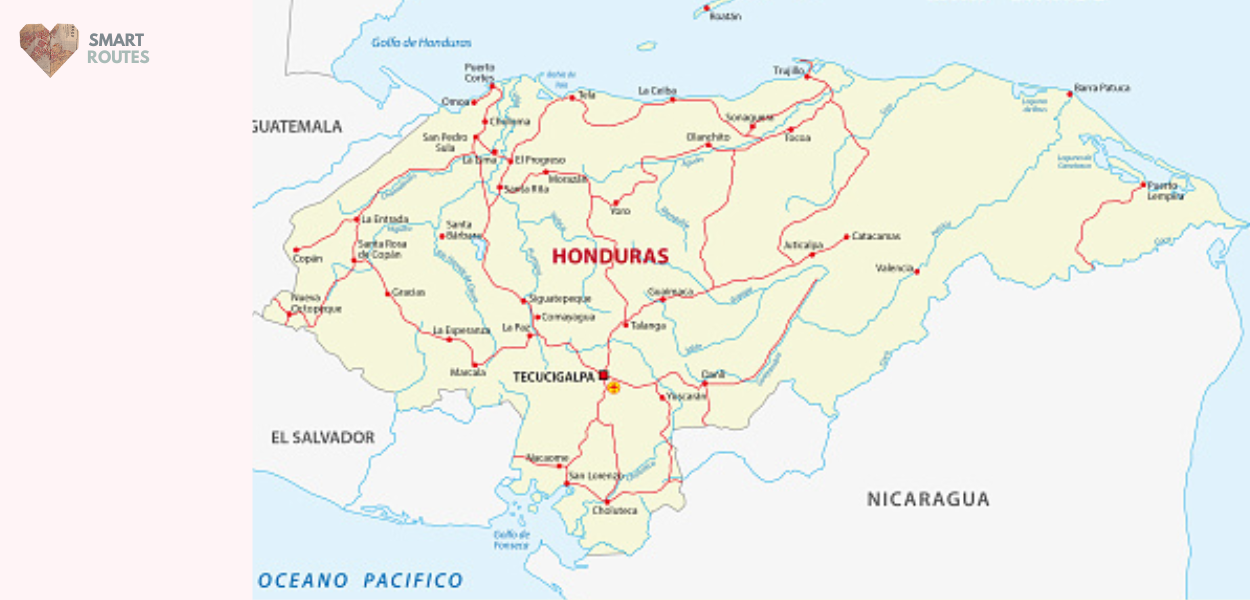 SMART
ROUTES
Roatán
Golfo de Honduras
Puerto
Cortes
Trujillo
La Ceiba
Tela
Omoa
Barra Patuca
Choloma
Sonaguera
GUATEMALA
San Pedro
Sula
Olanchito
Tocoa
La Lima
El Progreso
Morazán
Santa Rita
Puerto
Lempira
Yoro
La Entrada
Santa
Bárbara
Santa Rosa
de Copán
Catacamas
Juticalpa
Copán
HONDURAS
Valencia
Gracias
Guaimaca
Nueva
Octopeque
Siguatepeque
Comayagua
Talanga
La Esperanza
La Paz
Marcala
TECUCIGALPA
Danlí
Yuscarán
EL SALVADOR
Nacaome
San Lorenzo
NICARAGUA
Choluteca
Golfo de
Fonseca
OCEANO PACIFICO